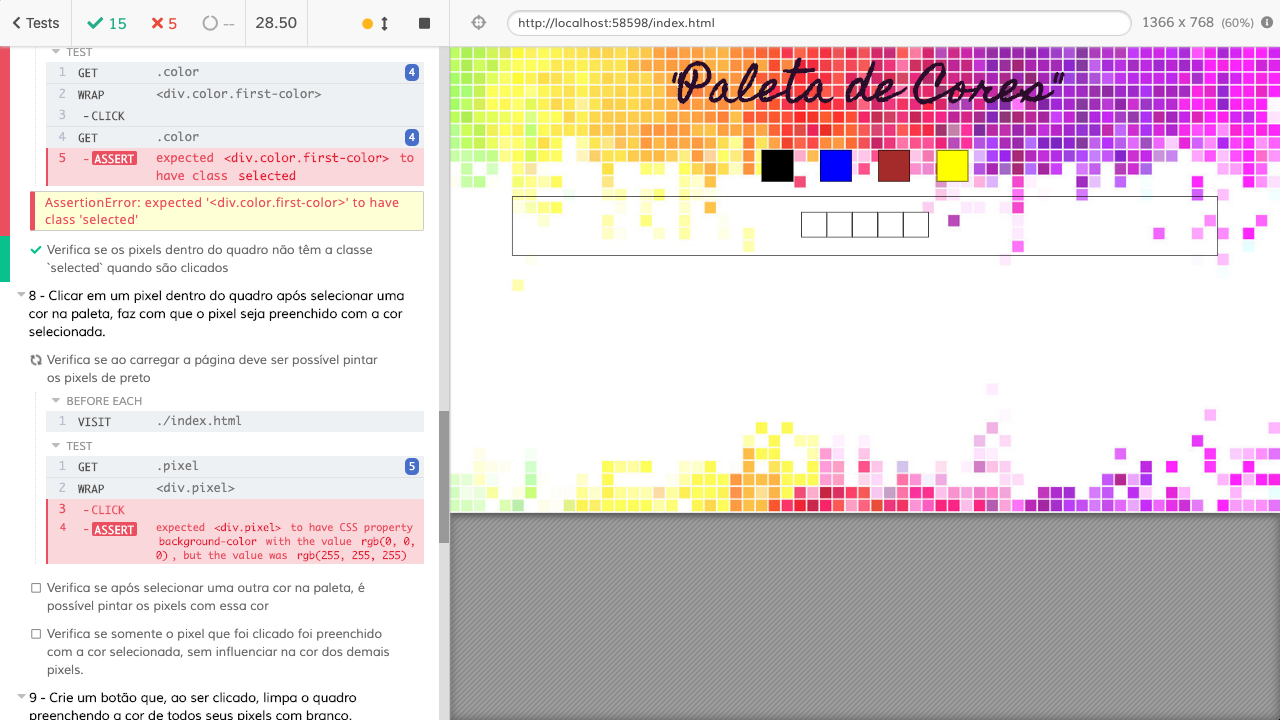 Tests
15
5
--
28.50
http://localhost:58598/index.html
1366 x 768 (60%)
TEST
1 GET .color 4
2 WRAP <div.color.first-color>
3 -CLICK
4 GET .color 4
5 -ASSERT expected <div.color.first-color> to
have class selected
AssertionError: expected '<div.color.first-color>' to have
class 'selected'
Verifica se os pixels dentro do quadro não têm a classe
`selected` quando são clicados
8 - Clicar em um pixel dentro do quadro após selecionar uma
cor na paleta, faz com que o pixel seja preenchido com a cor
selecionada.
Verifica se ao carregar a página deve ser possível pintar
os pixels de preto
BEFORE EACH
1 VISIT ./index.html
TEST
1 GET .pixel 5
2 WRAP <div.pixel>
3 -CLICK
4 -ASSERT expected <div.pixel> to have CSS property
background-color with the value rgb(0, 0,
0), but the value was rgb(255, 255, 255)
Verifica se após selecionar uma outra cor na paleta, é
possível pintar os pixels com essa cor
Verifica se somente o pixel que foi clicado foi preenchido
com a cor selecionada, sem influenciar na cor dos demais
pixels.
9 - Crie um botão que, ao ser clicado, limpa o quadro
preenchendo a cor de todos seus pixels com branco.
"Paleta de Cores"